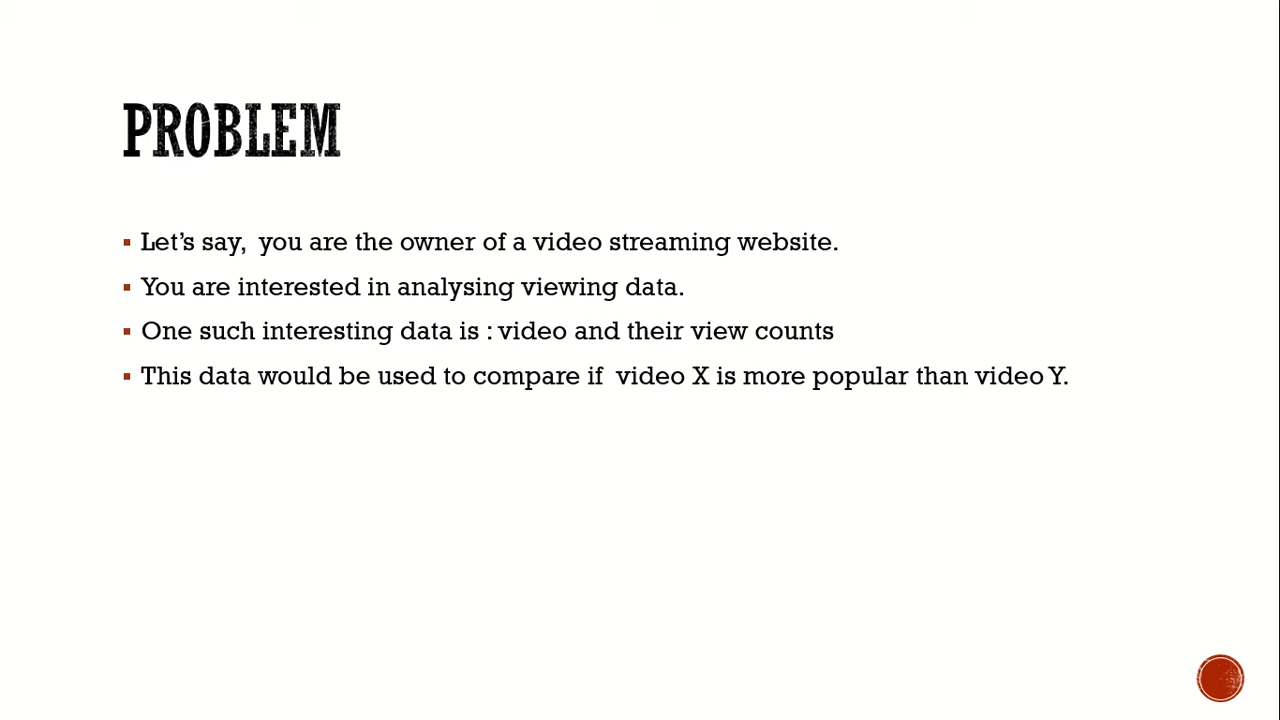 PROBLEM
Let's say,  you are the owner of a video streaming website.
You are interested in analysing viewing data.
One such interesting data is : video and their view counts
This data would be used to compare if  video X is more popular than video Y.